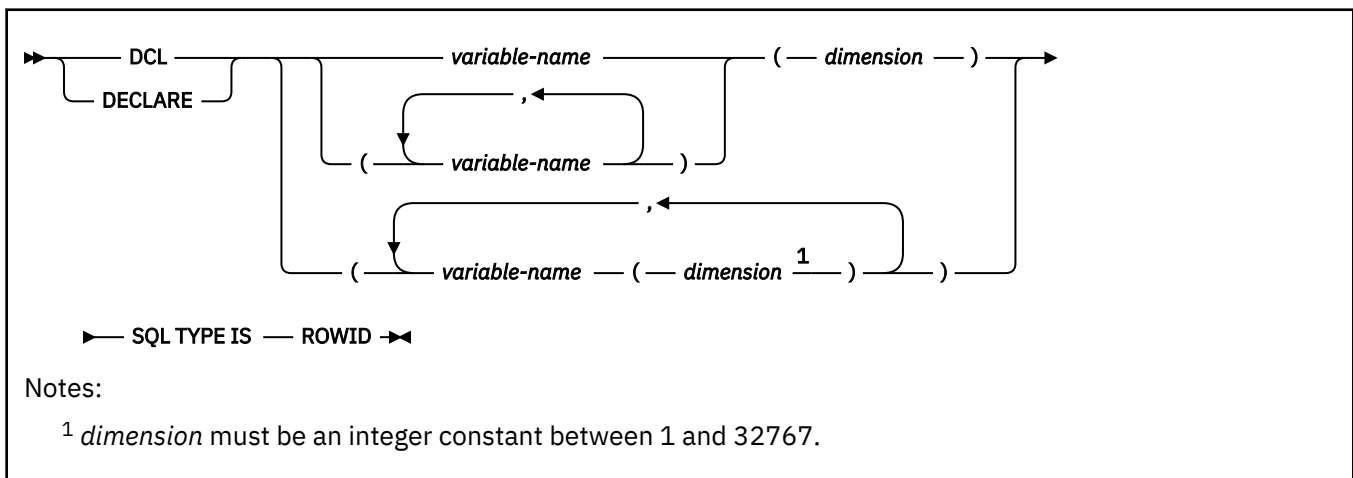 DCL variable-name ( dimension )
DECLARE
,
( variable-name )
,
( variable-name ( dimension 1 ) )
SQL TYPE IS ROWID
Notes:
1 dimension must be an integer constant between 1 and 32767.